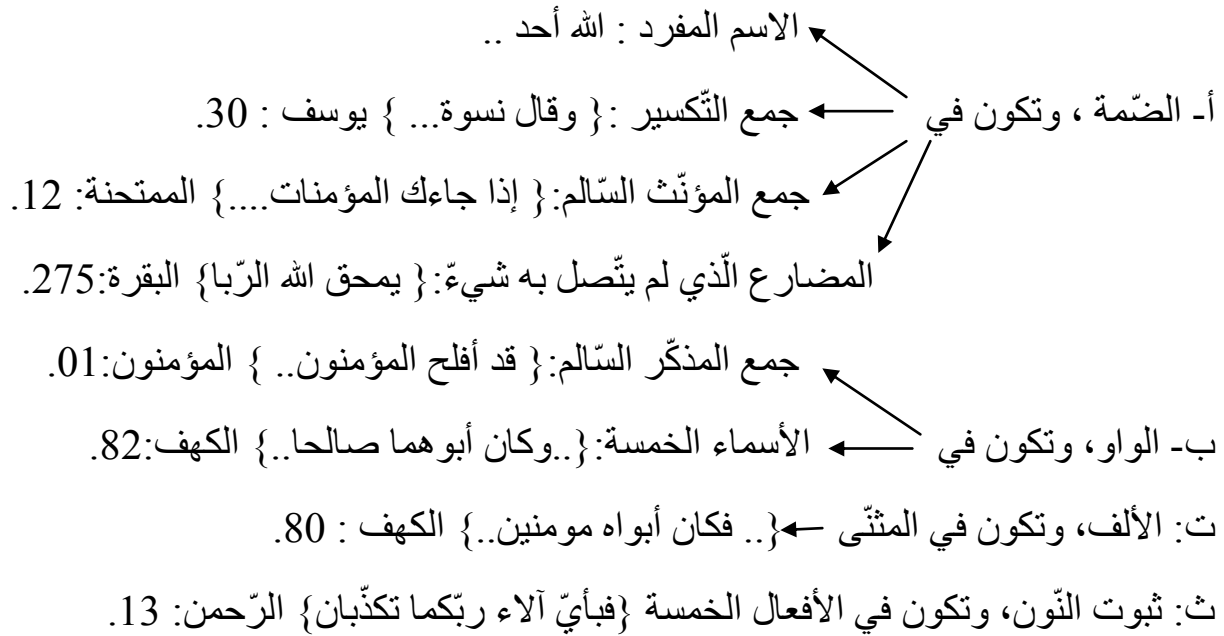 الاسم المفرد : الله أحد ..
أ- الضّمة ، وتكون في جمع التّكسير :{ وقال نسوة... } يوسف : 30.
جمع المؤنّث السّالم:{ إذا جاءك المؤمنات....} الممتحنة: 12.
المضارع الّذي لم يتّصل به شيءّ:{ يمحق الله الرّبا} البقرة:275.
جمع المذكّر السّالم:{ قد أفلح المؤمنون.. } المؤمنون:01.
ب- الواو، وتكون في الأسماء الخمسة:{..وكان أبوهما صالحا..} الكهف:82.
ت: الألف، وتكون في المثنّى {.. فكان أبواه مومنين..} الكهف : 80.
ث: ثبوت النّون، وتكون في الأفعال الخمسة {فبأيّ آلاء ربّكما تكذّبان} الرّحمن: 13.